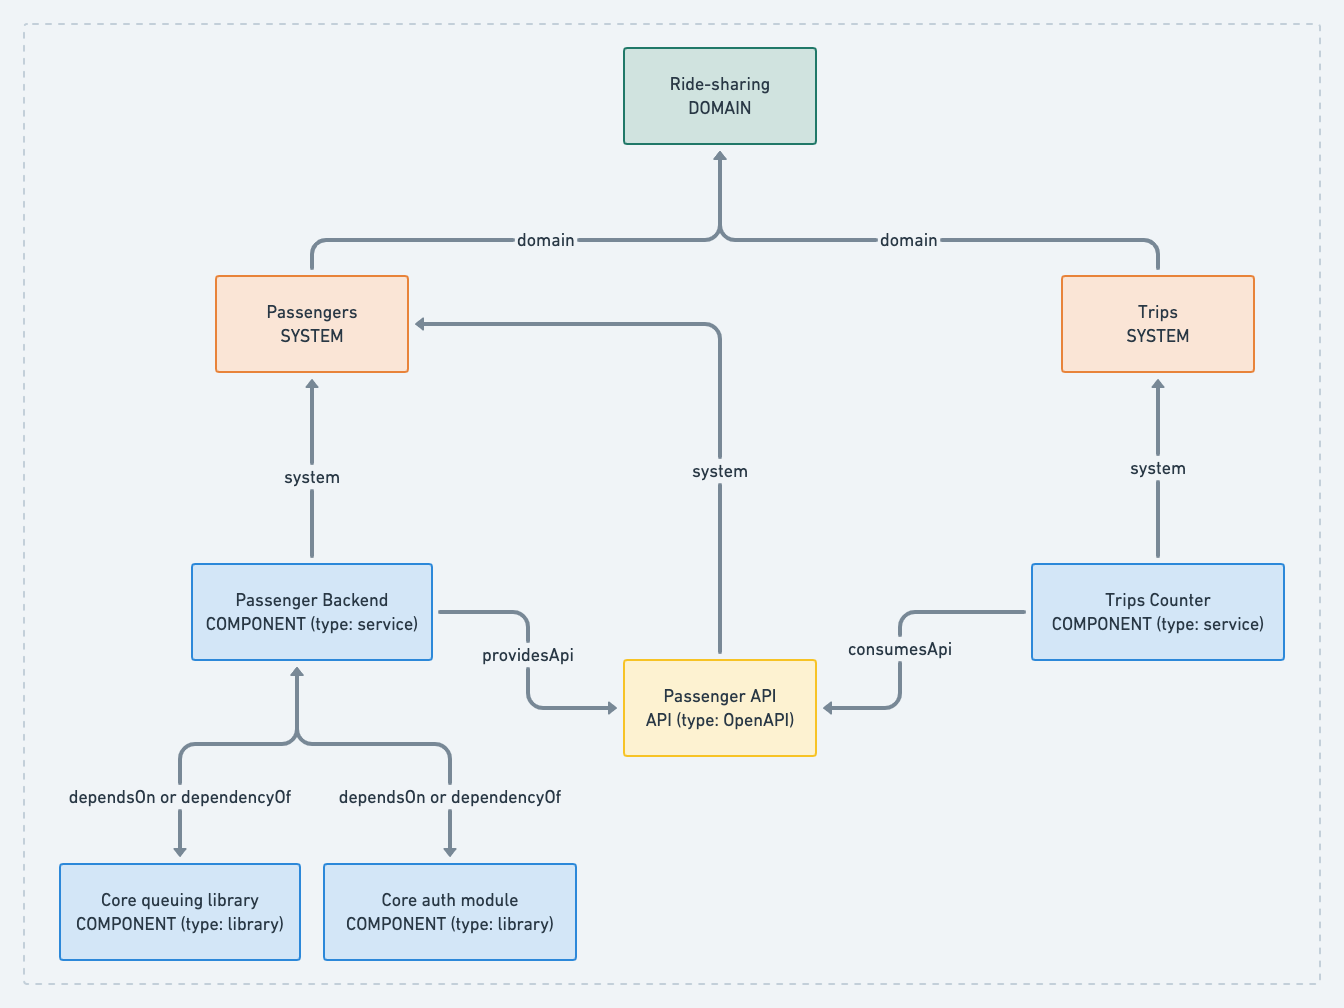 Ride-sharing
DOMAIN
domain
domain
Passengers
SYSTEM
Trips
SYSTEM
system
system
system
Passenger Backend
COMPONENT (type: service)
Trips Counter
COMPONENT (type: service)
providesApi
consumesApi
Passenger API
API (type: OpenAPI)
dependsOn or dependencyOf
dependsOn or dependencyOf
Core queuing library
COMPONENT (type: library)
Core auth module
COMPONENT (type: library)